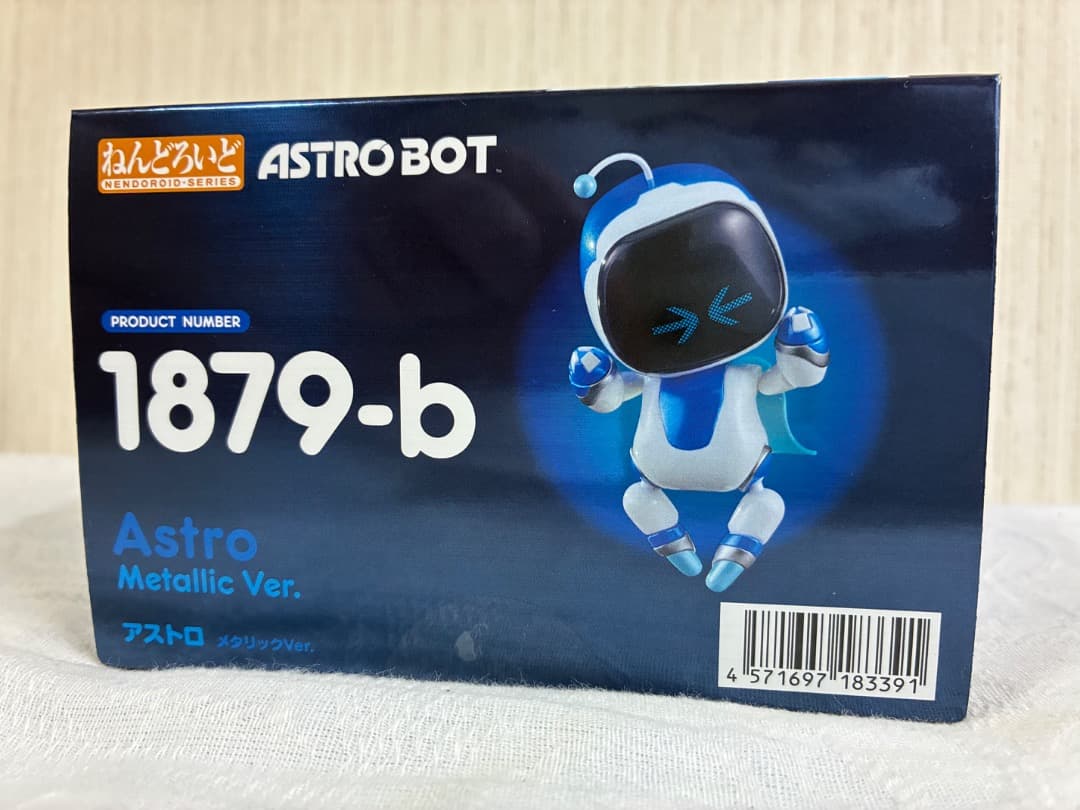 ねんどろいど
NENDOROID-SERIES
ASTRO BOT™
PRODUCT NUMBER
1879-b
Astro
Metallic Ver.
アストロ メタリックVer.
4 571697 183391